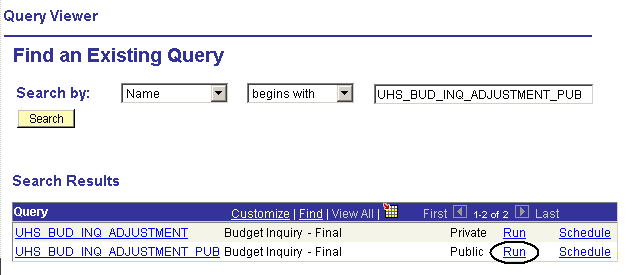 Query Viewer
Find an Existing Query
Search by: Name begins with UHS_BUD_INQ_ADJUSTMENT_PUB
Search
Search Results
Query Customize | Find | View All | First 1-2 of 2 Last
UHS_BUD_INQ_ADJUSTMENT Budget Inquiry - Final Private Run Schedule
UHS_BUD_INQ_ADJUSTMENT_PUB Budget Inquiry - Final Public Run Schedule